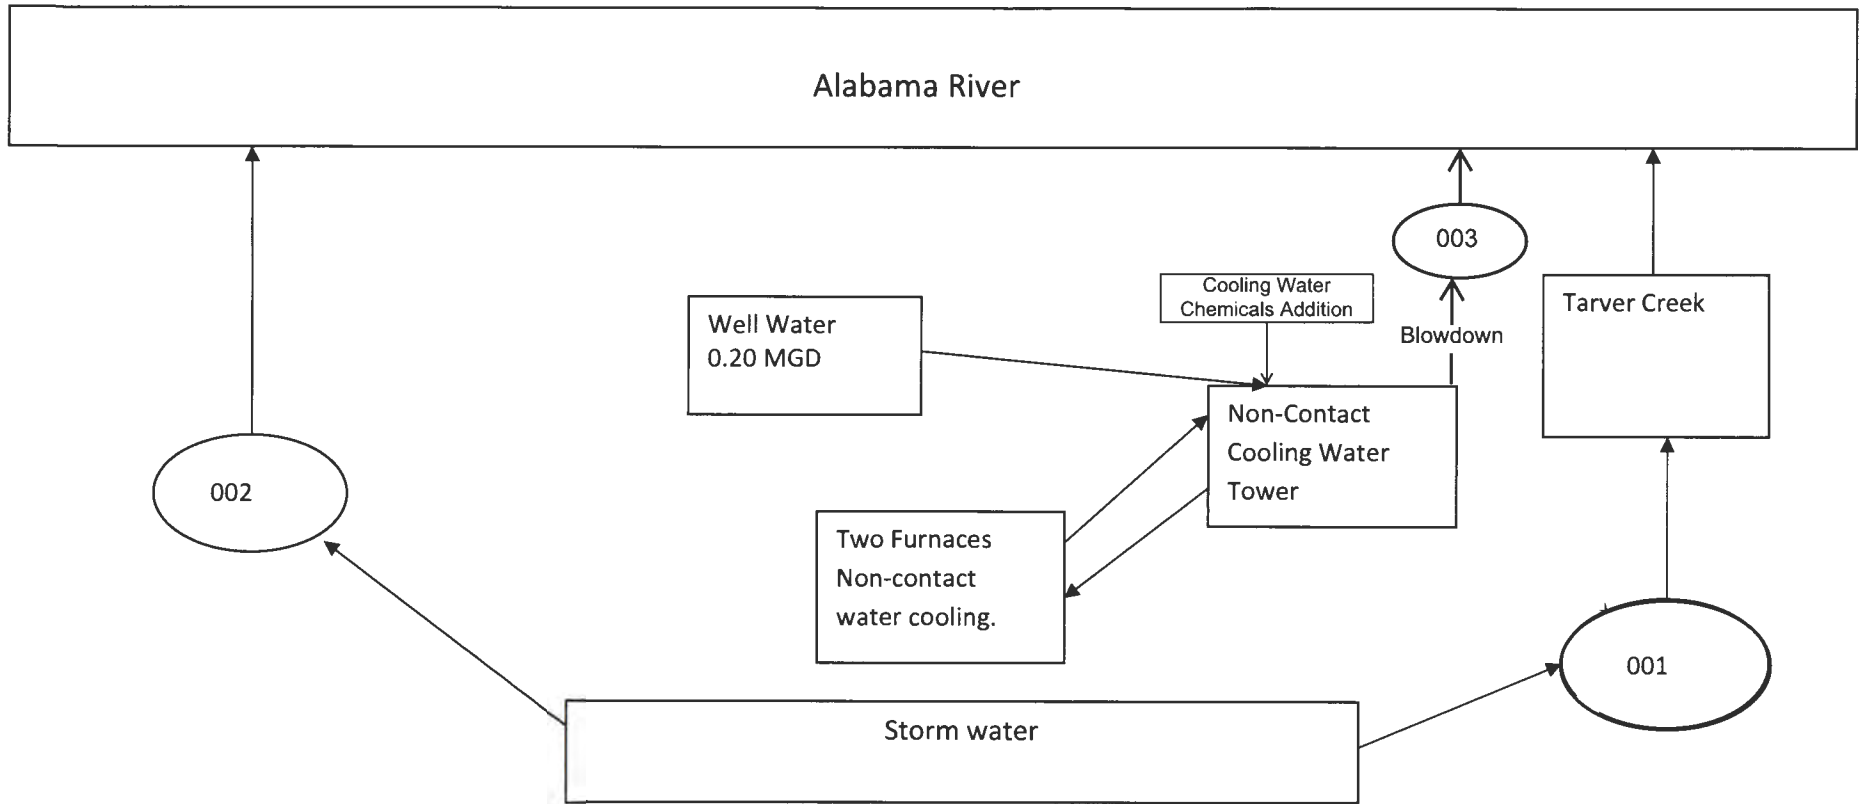 Alabama River
003
Cooling Water
Chemicals Addition
Tarver Creek
Well Water
0.20 MGD
Blowdown
Non-Contact
Cooling Water
Tower
002
Two Furnaces
Non-contact
water cooling.
001
Storm water